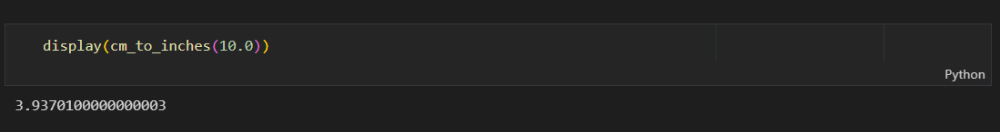 display(cm_to_inches(10.0))
Python
3.9370100000000003